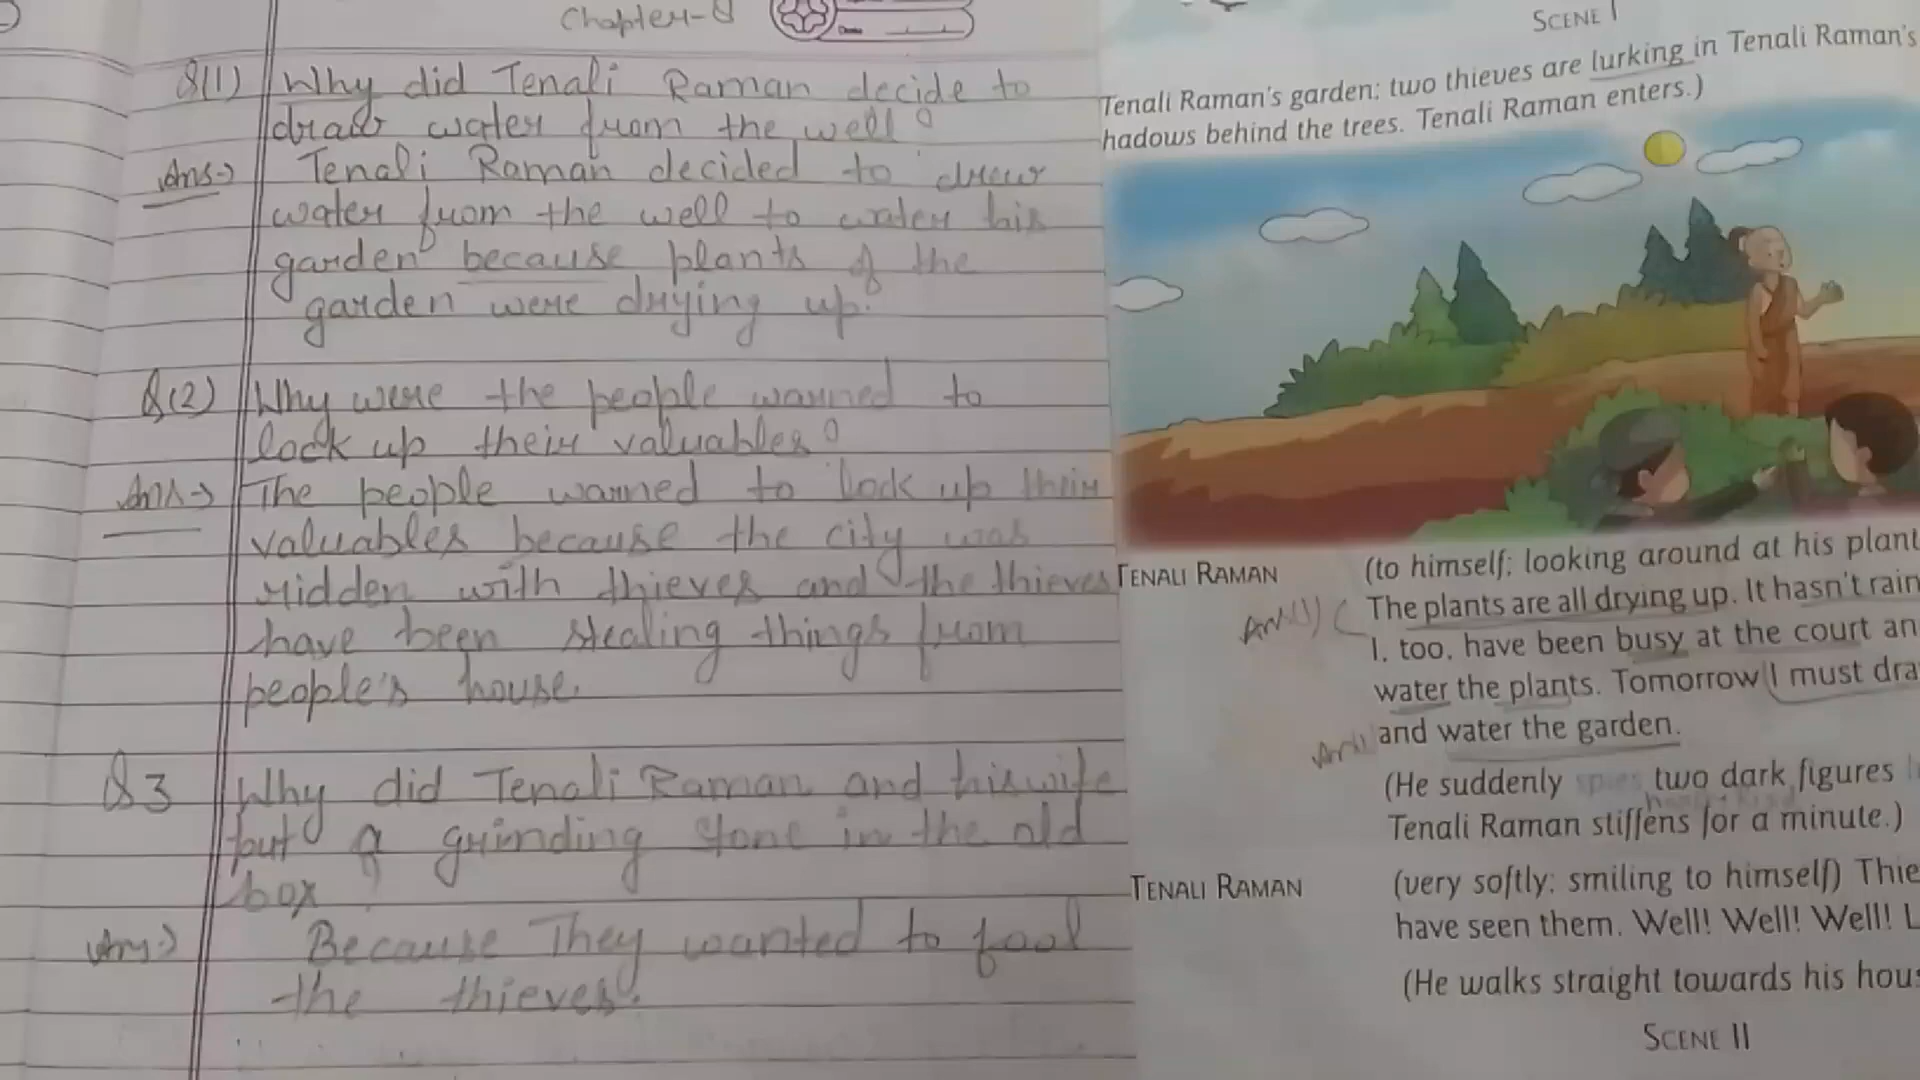 Chapter-8
Q(1) Why did Tenali Raman decide to
draw water from the well?
Ans→ Tenali Raman decided to draw
water from the well to water his
garden because plants of the
garden were drying up.
Q(2) Why were the people warned to
lock up their valuables?
Ans→ The people warned to lock up their
valuables because the city was
ridden with thieves and the thieves
have been stealing things from
people's house.
Q3 Why did Tenali Raman and his wife
put a grinding stone in the old
box ?
Ans→ Because They wanted to fool
the thieves.
SCENE I
Tenali Raman's garden: two thieves are lurking in Tenali Raman's
hadows behind the trees. Tenali Raman enters.)
TENALI RAMAN (to himself: looking around at his plant
Ans(1) The plants are all drying up. It hasn't rain
I, too, have been busy at the court an
water the plants. Tomorrow I must dra
and water the garden.
(He suddenly spies two dark figures
Tenali Raman stiffens for a minute.)
TENALI RAMAN (very softly: smiling to himself) Thie
have seen them. Well! Well! Well! L
(He walks straight towards his hou
SCENE II